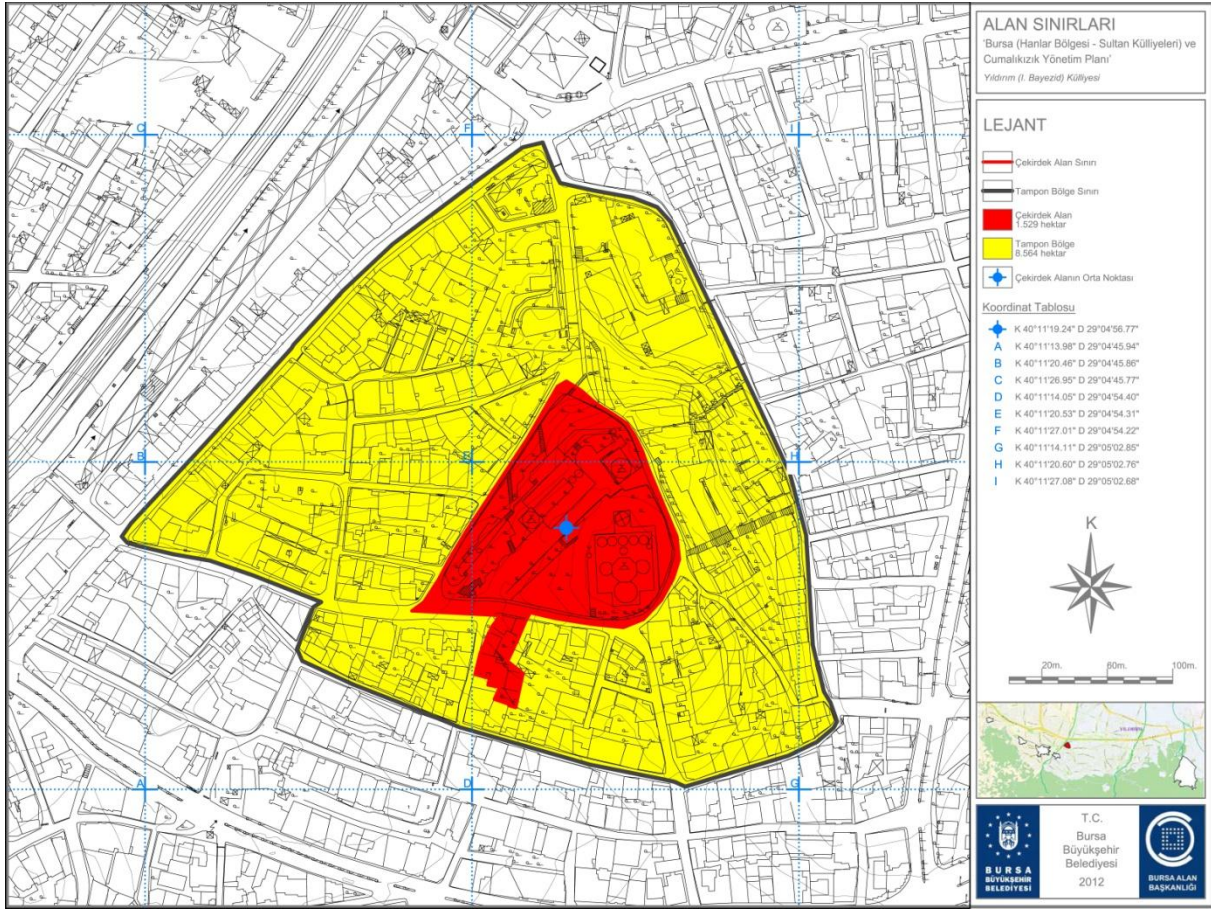 ALAN SINIRLARI
'Bursa (Hanlar Bölgesi - Sultan Külliyeleri) ve
Cumalıkızık Yönetim Planı'
Yıldırım (I. Bayezid) Külliyesi
LEJANT
Çekirdek Alan Sınırı
Tampon Bölge Sınırı
Çekirdek Alan
1.529 hektar
Tampon Bölge
8.564 hektar
Çekirdek Alanın Orta Noktası
Koordinat Tablosu
K 40°11'19.24" D 29°04'56.77"
A K 40°11'13.98" D 29°04'45.94"
B K 40°11'20.46" D 29°04'45.86"
C K 40°11'26.95" D 29°04'45.77"
D K 40°11'14.05" D 29°04'54.40"
E K 40°11'20.53" D 29°04'54.31"
F K 40°11'27.01" D 29°04'54.22"
G K 40°11'14.11" D 29°05'02.85"
H K 40°11'20.60" D 29°05'02.76"
I K 40°11'27.08" D 29°05'02.68"
K
20m. 60m. 100m.
YILDIRIM
BURSA
BÜYÜKŞEHİR
BELEDİYESİ
T.C.
Bursa
Büyükşehir
Belediyesi
2012
BURSA ALAN
BAŞKANLIĞI
C F I
B E H
A D G